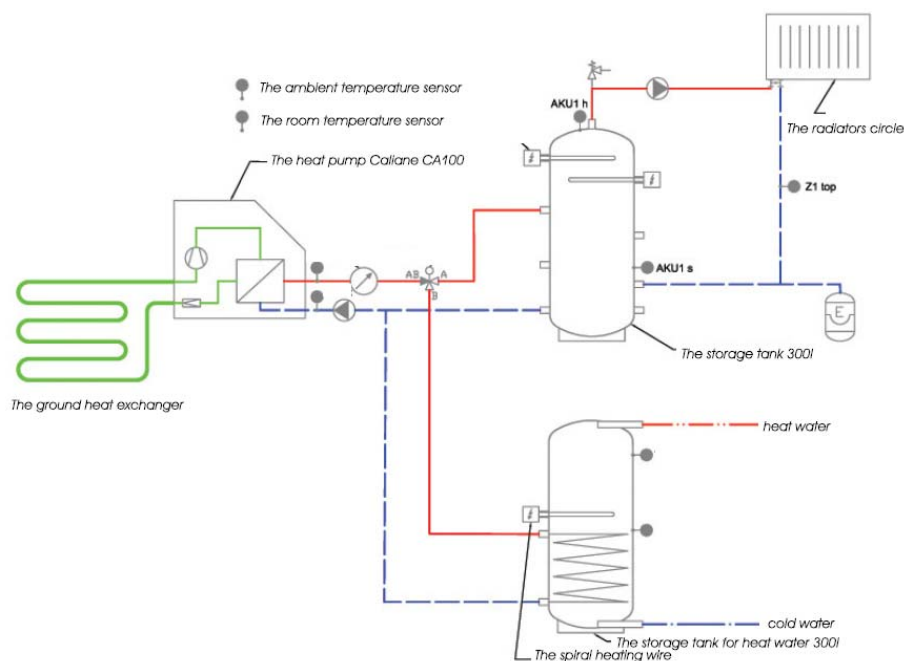 The ambient temperature sensor
The room temperature sensor
The heat pump Caliane CA100
AKU1 h
The radiators circle
Z1 top
AB
A
B
AKU1 s
E
The storage tank 300l
The ground heat exchanger
heat water
cold water
The storage tank for heat water 300l
The spiral heating wire